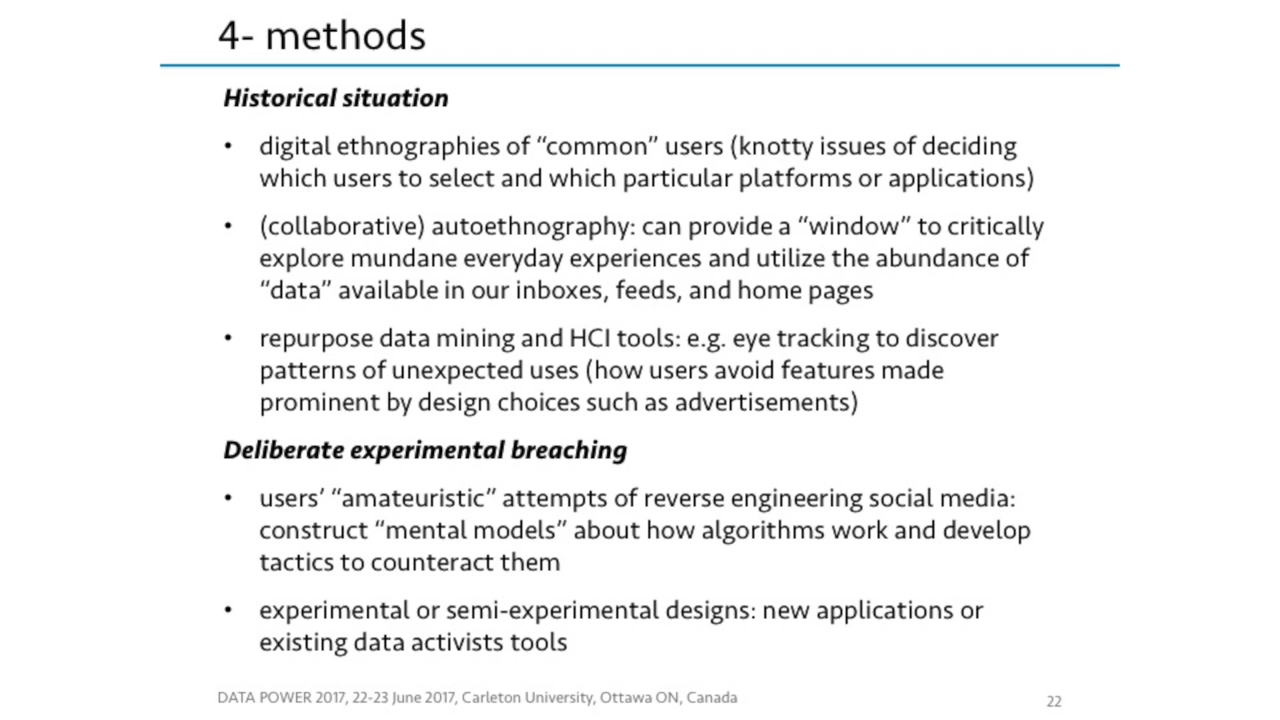 4- methods
Historical situation
• digital ethnographies of “common” users (knotty issues of deciding
which users to select and which particular platforms or applications)
• (collaborative) autoethnography: can provide a “window” to critically
explore mundane everyday experiences and utilize the abundance of
“data” available in our inboxes, feeds, and home pages
• repurpose data mining and HCI tools: e.g. eye tracking to discover
patterns of unexpected uses (how users avoid features made
prominent by design choices such as advertisements)
Deliberate experimental breaching
• users’ “amateuristic” attempts of reverse engineering social media:
construct “mental models” about how algorithms work and develop
tactics to counteract them
• experimental or semi-experimental designs: new applications or
existing data activists tools
DATA POWER 2017, 22-23 June 2017, Carleton University, Ottawa ON, Canada
22